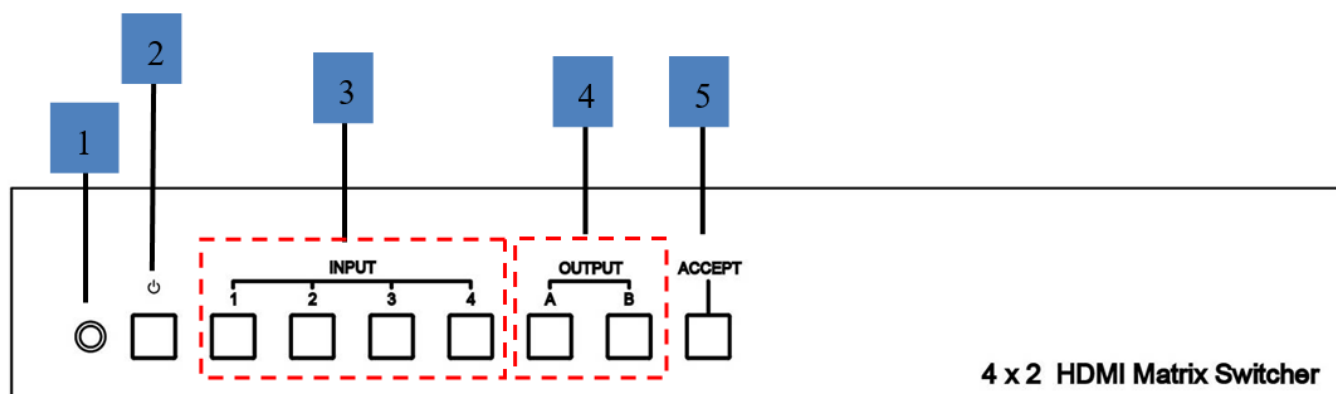 2
3
4
5
1
INPUT
OUTPUT
ACCEPT
1 2 3 4
A B
4 x 2 HDMI Matrix Switcher